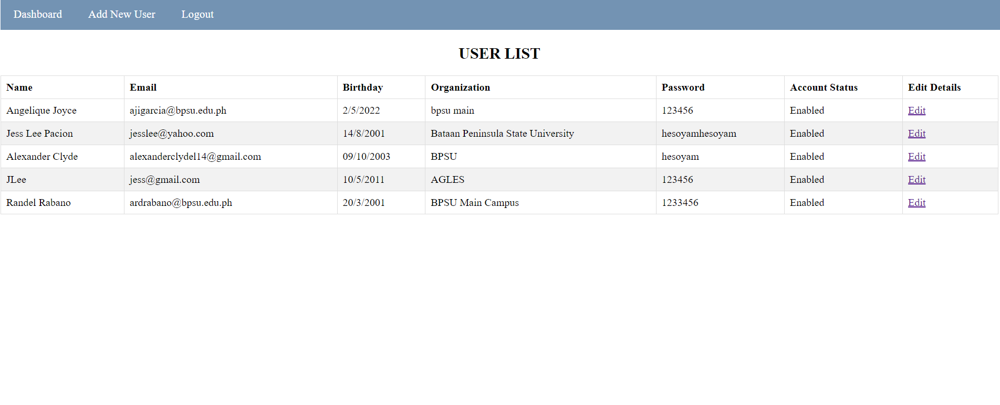 Dashboard Add New User Logout
USER LIST
Name Email Birthday Organization Password Account Status Edit Details
Angelique Joyce ajigarcia@bpsu.edu.ph 2/5/2022 bpsu main 123456 Enabled Edit
Jess Lee Pacion jesslee@yahoo.com 14/8/2001 Bataan Peninsula State University hesoyamhesoyam Enabled Edit
Alexander Clyde alexanderclydel14@gmail.com 09/10/2003 BPSU hesoyam Enabled Edit
JLee jess@gmail.com 10/5/2011 AGLES 123456 Enabled Edit
Randel Rabano ardrabano@bpsu.edu.ph 20/3/2001 BPSU Main Campus 1233456 Enabled Edit